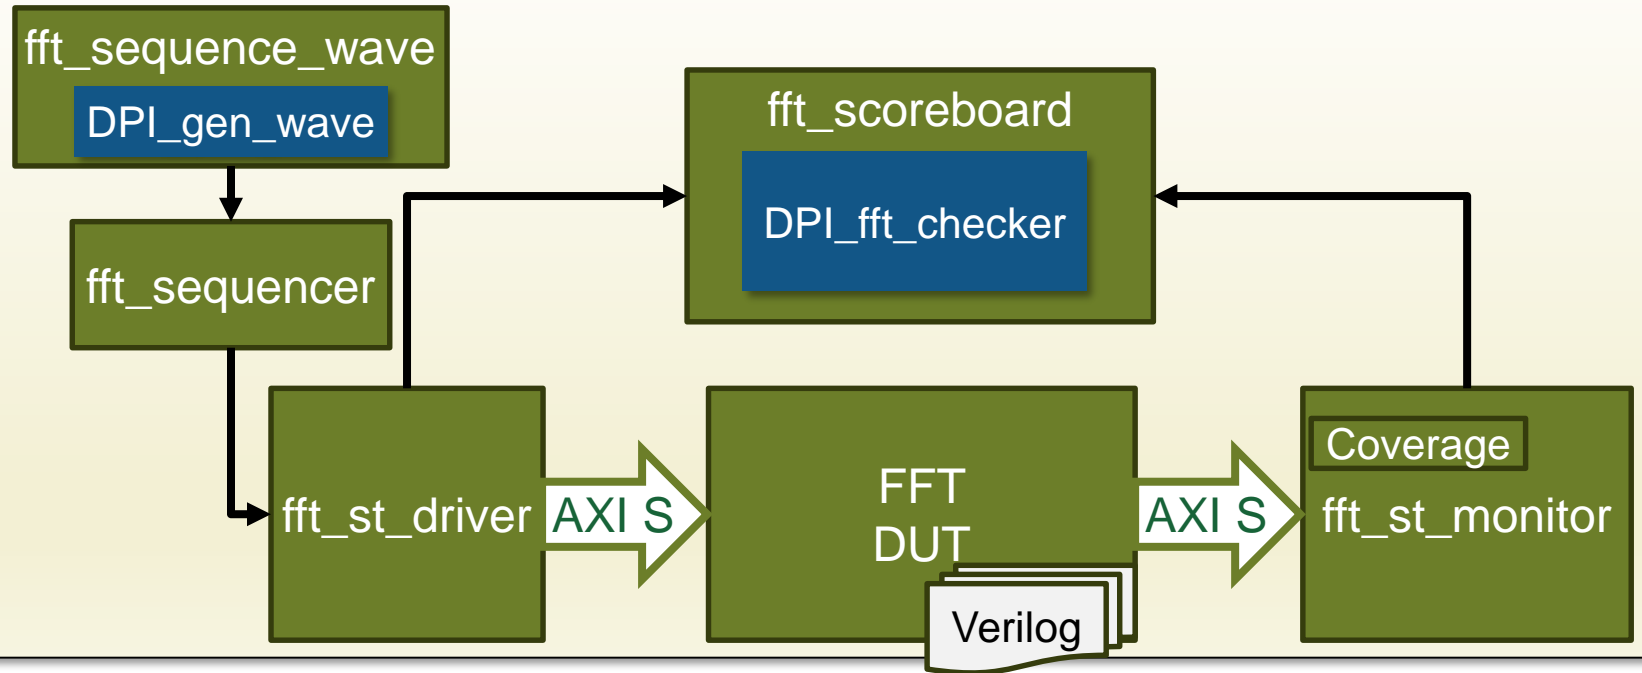 fft_sequence_wave
DPI_gen_wave
fft_scoreboard
DPI_fft_checker
fft_sequencer
fft_st_driver
AXI S
FFT
DUT
Verilog
AXI S
Coverage
fft_st_monitor